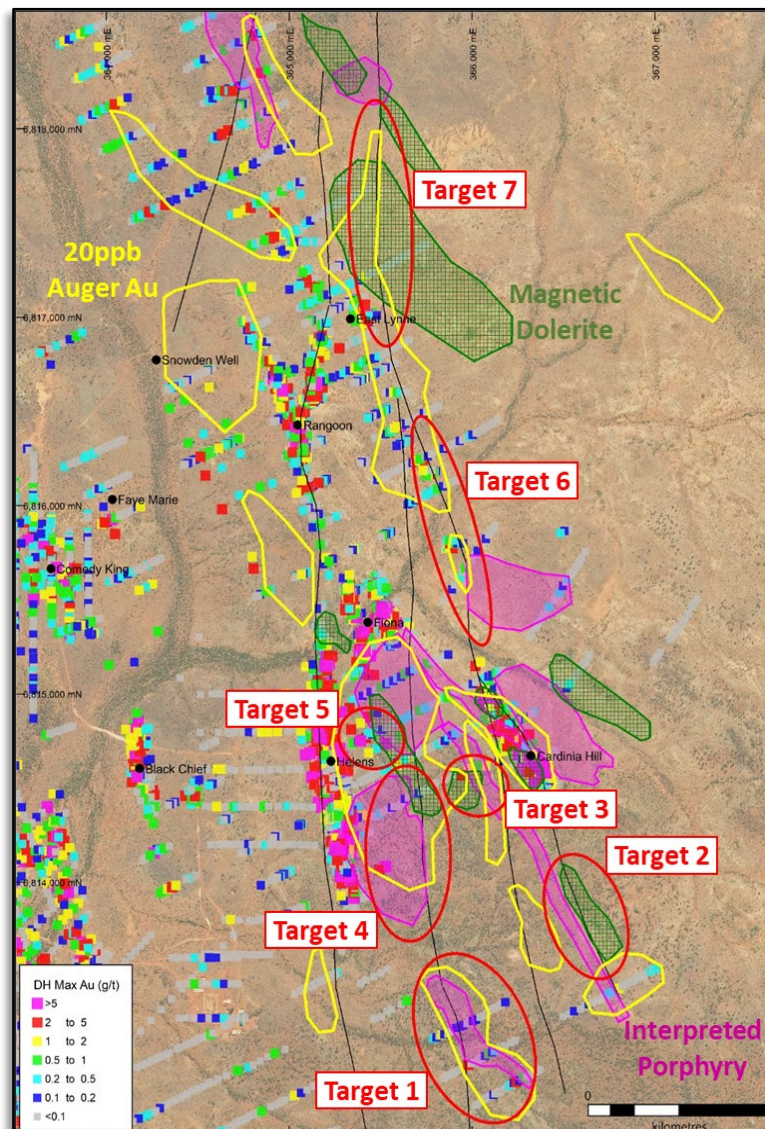 364,000 mE
365,000 mE
366,000 mE
367,000 mE
6,818,000 mN
Target 7
20ppb
Auger Au
Magnetic
Dolerite
6,817,000 mN
East Lynne
Snowden Well
Rangoon
Target 6
6,816,000 mN
Faye Marie
Comedy King
Fiona
6,815,000 mN
Target 5
Cardinia Hill
Helens
Black Chief
Target 3
Target 2
6,814,000 mN
Target 4
DH Max Au (g/t)
>5
2 to 5
1 to 2
0.5 to 1
0.2 to 0.5
0.1 to 0.2
<0.1
Interpreted
Porphyry
Target 1
0
kilometres